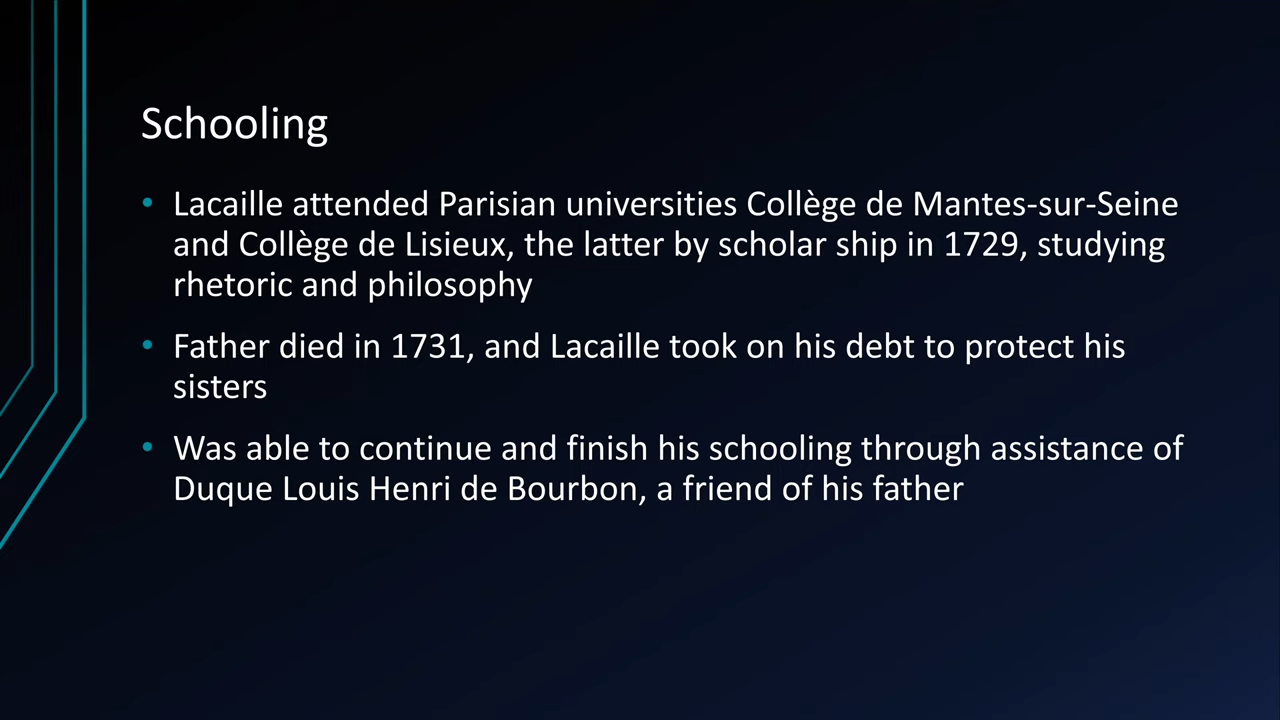 Schooling
• Lacaille attended Parisian universities Collège de Mantes-sur-Seine
and Collège de Lisieux, the latter by scholar ship in 1729, studying
rhetoric and philosophy
• Father died in 1731, and Lacaille took on his debt to protect his
sisters
• Was able to continue and finish his schooling through assistance of
Duque Louis Henri de Bourbon, a friend of his father